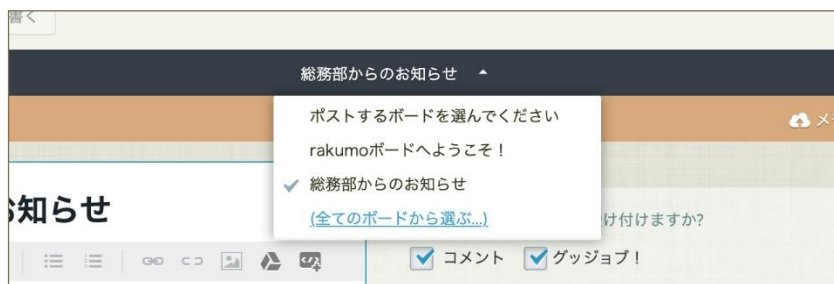 書く
総務部からのお知らせ
ポストするボードを選んでください
rakumoボードへようこそ！
総務部からのお知らせ
(全てのボードから選ぶ...)
知らせ
け付けますか?
コメント
グッジョブ！